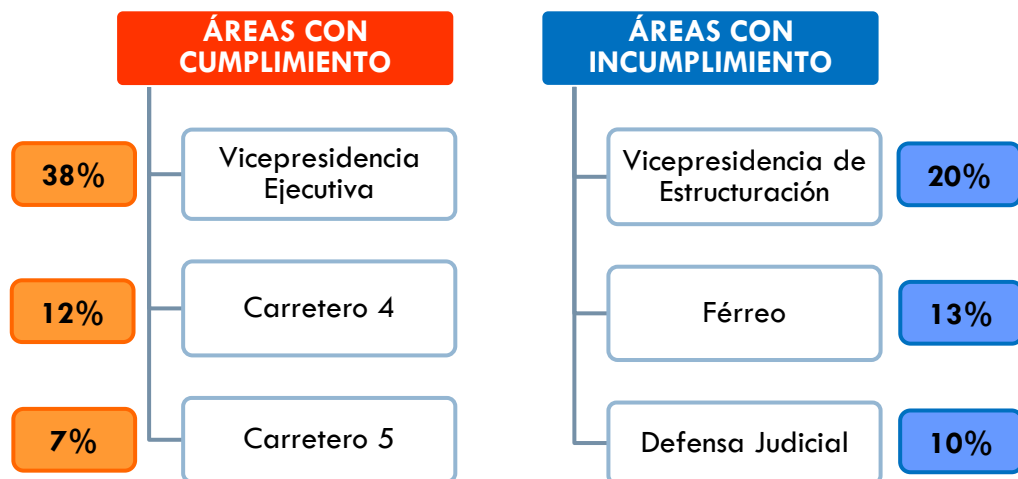 ÁREAS CON
CUMPLIMIENTO
38%
Vicepresidencia
Ejecutiva
12%
Carretero 4
7%
Carretero 5
ÁREAS CON
INCUMPLIMIENTO
Vicepresidencia de
Estructuración
20%
Férreo
13%
Defensa Judicial
10%